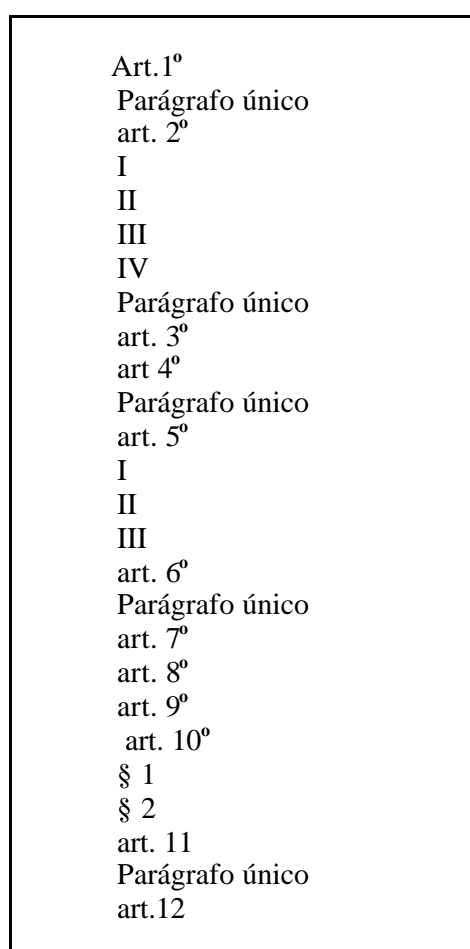 Art.1º
Parágrafo único
art. 2º
I
II
III
IV
Parágrafo único
art. 3º
art 4º
Parágrafo único
art. 5º
I
II
III
art. 6º
Parágrafo único
art. 7º
art. 8º
art. 9º
art. 10º
§ 1
§ 2
art. 11
Parágrafo único
art.12